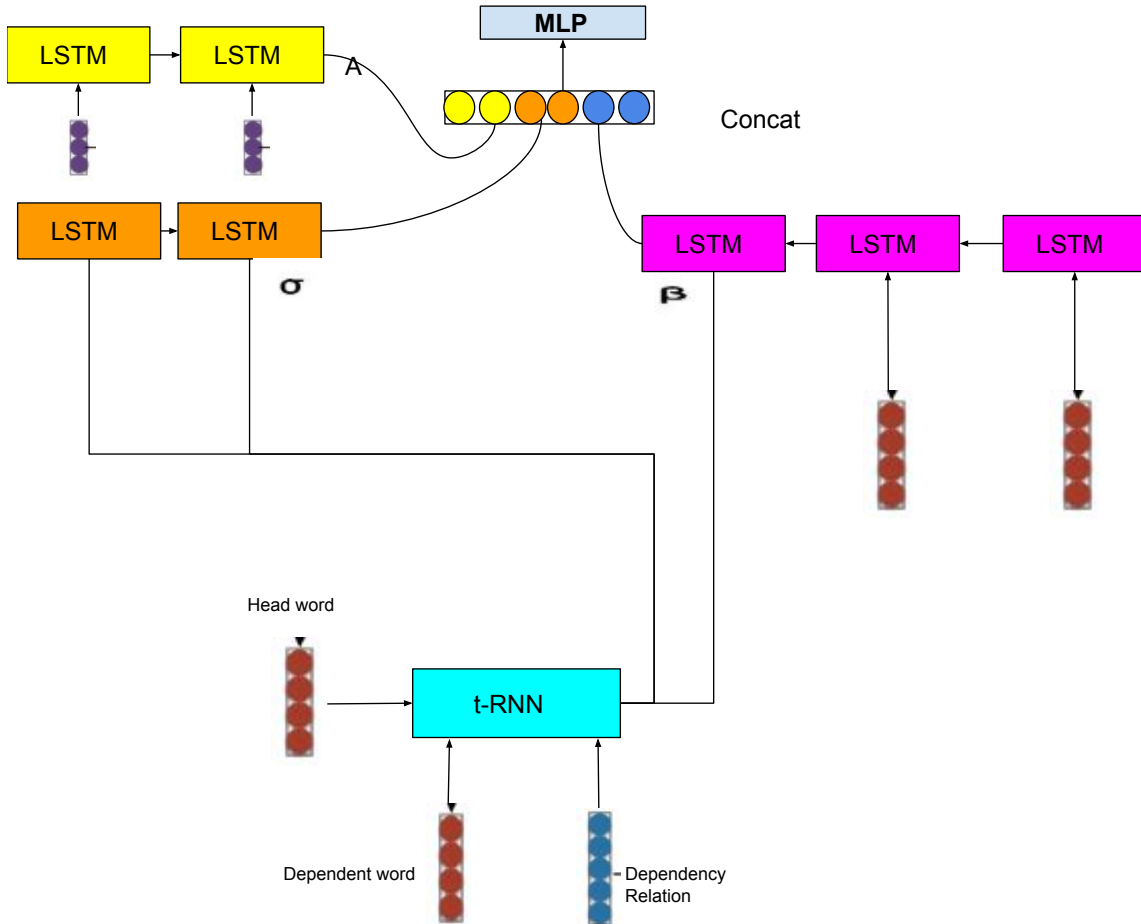 MLP
LSTM
LSTM
A
Concat
LSTM
LSTM
LSTM
LSTM
LSTM
σ
β
Head word
t-RNN
Dependent word
Dependency
Relation